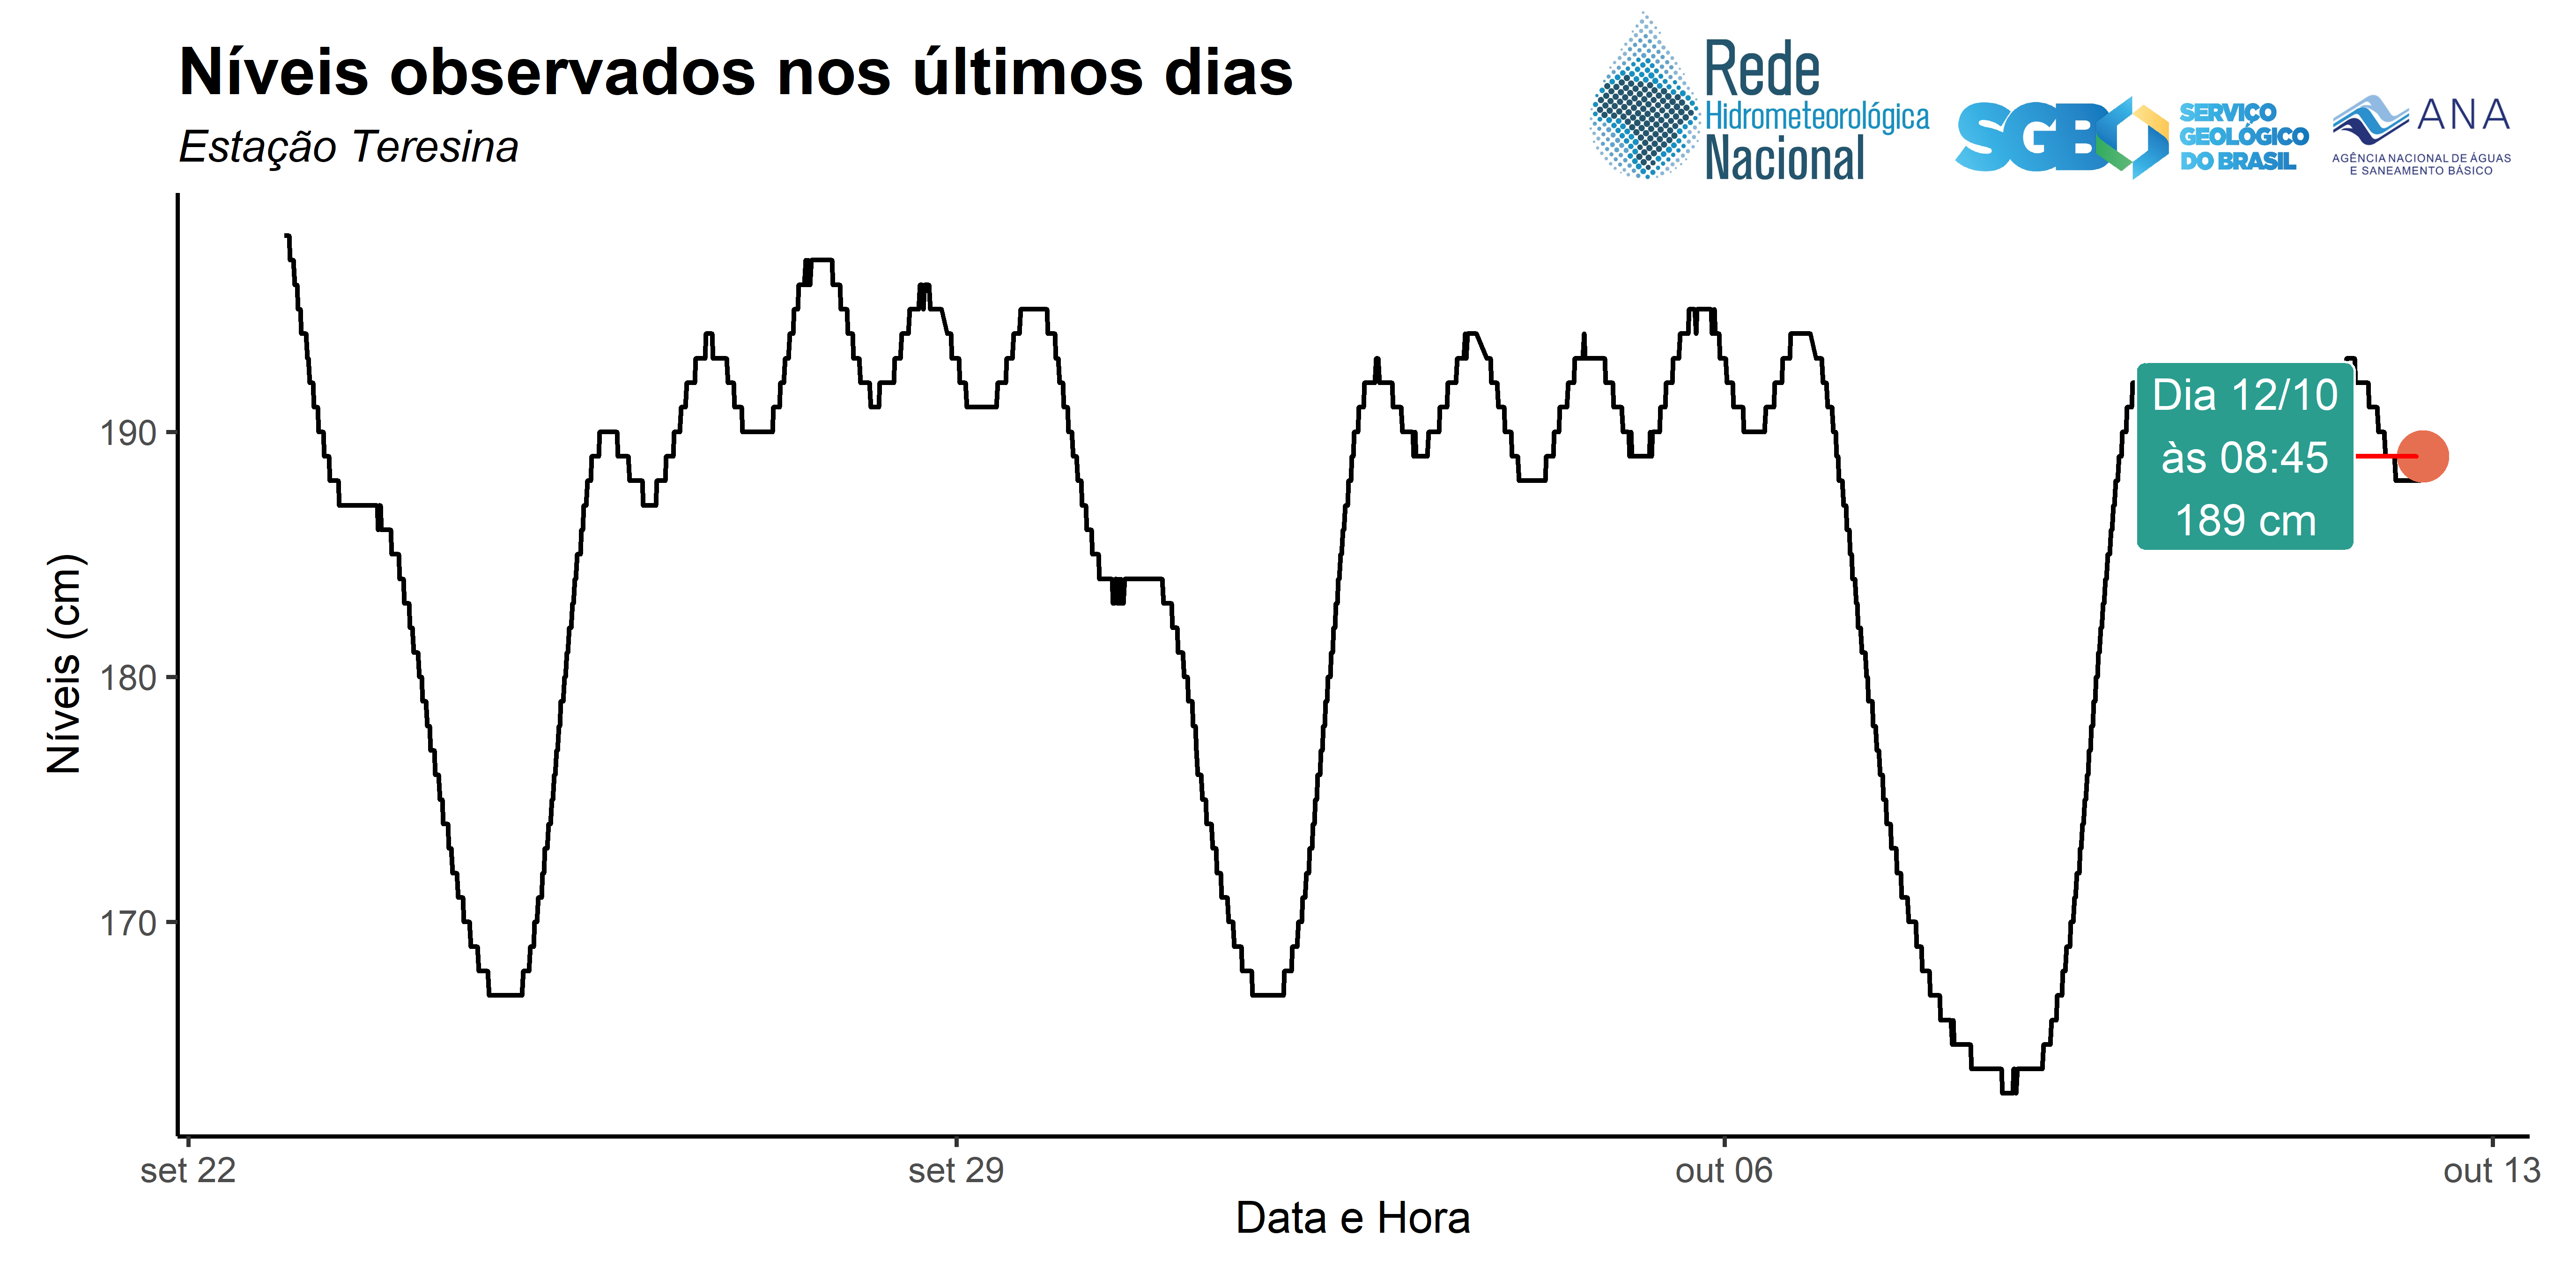 Níveis observados nos últimos dias
Estação Teresina
Rede
Hidrometeorológica
Nacional
SGB
SERVIÇO
GEOLÓGICO
DO BRASIL
ANA
AGÊNCIA NACIONAL DE ÁGUAS
E SANEAMENTO BÁSICO
Níveis (cm)
190
180
170
Dia 12/10
às 08:45
189 cm
set 22
set 29
out 06
out 13
Data e Hora